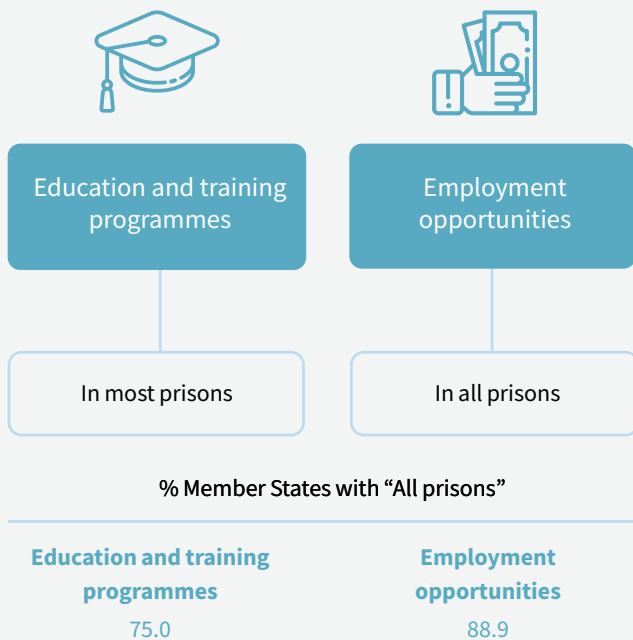 Education and training
programmes
Employment
opportunities
In most prisons
In all prisons
% Member States with “All prisons”
Education and training
programmes
Employment
opportunities
75.0
88.9